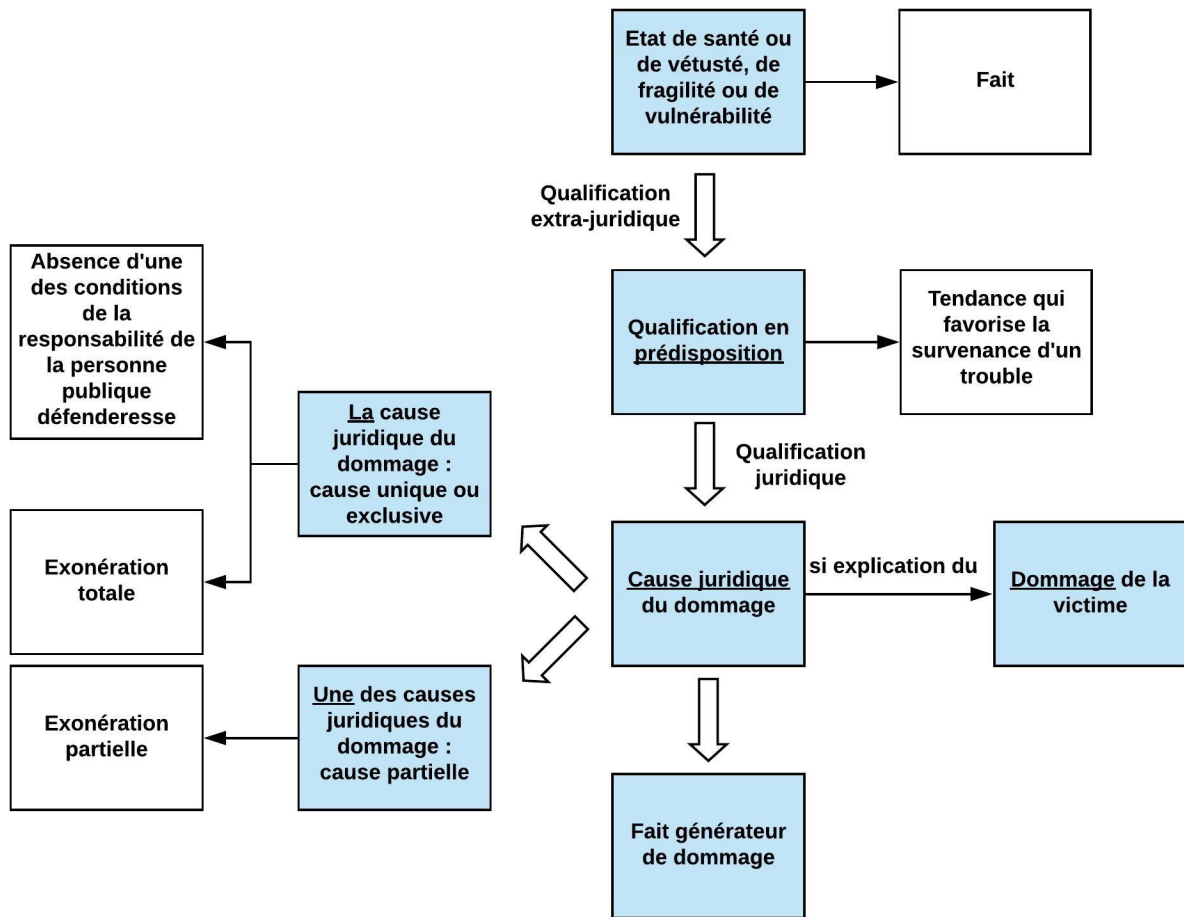 Etat de santé ou
de vétusté, de
fragilité ou de
vulnérabilité
Fait
Qualification
extra-juridique
Absence d'une
des conditions
de la
responsabilité de
la personne
publique
défenderesse
Qualification en
prédisposition
Tendance qui
favorise la
survenance d'un
trouble
La cause
juridique du
dommage :
cause unique ou
exclusive
Qualification
juridique
Exonération
totale
Cause juridique
du dommage
si explication du
Dommage de la
victime
Exonération
partielle
Une des causes
juridiques du
dommage :
cause partielle
Fait générateur
de dommage